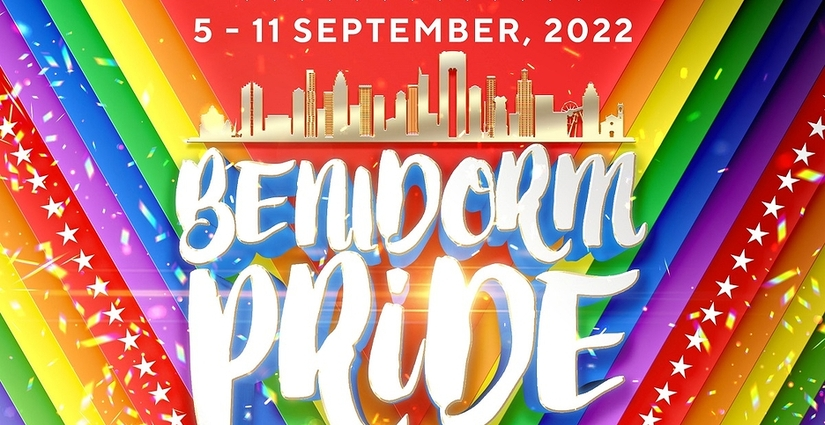 5 - 11 SEPTEMBER, 2022
BENIDORM
PRiDE